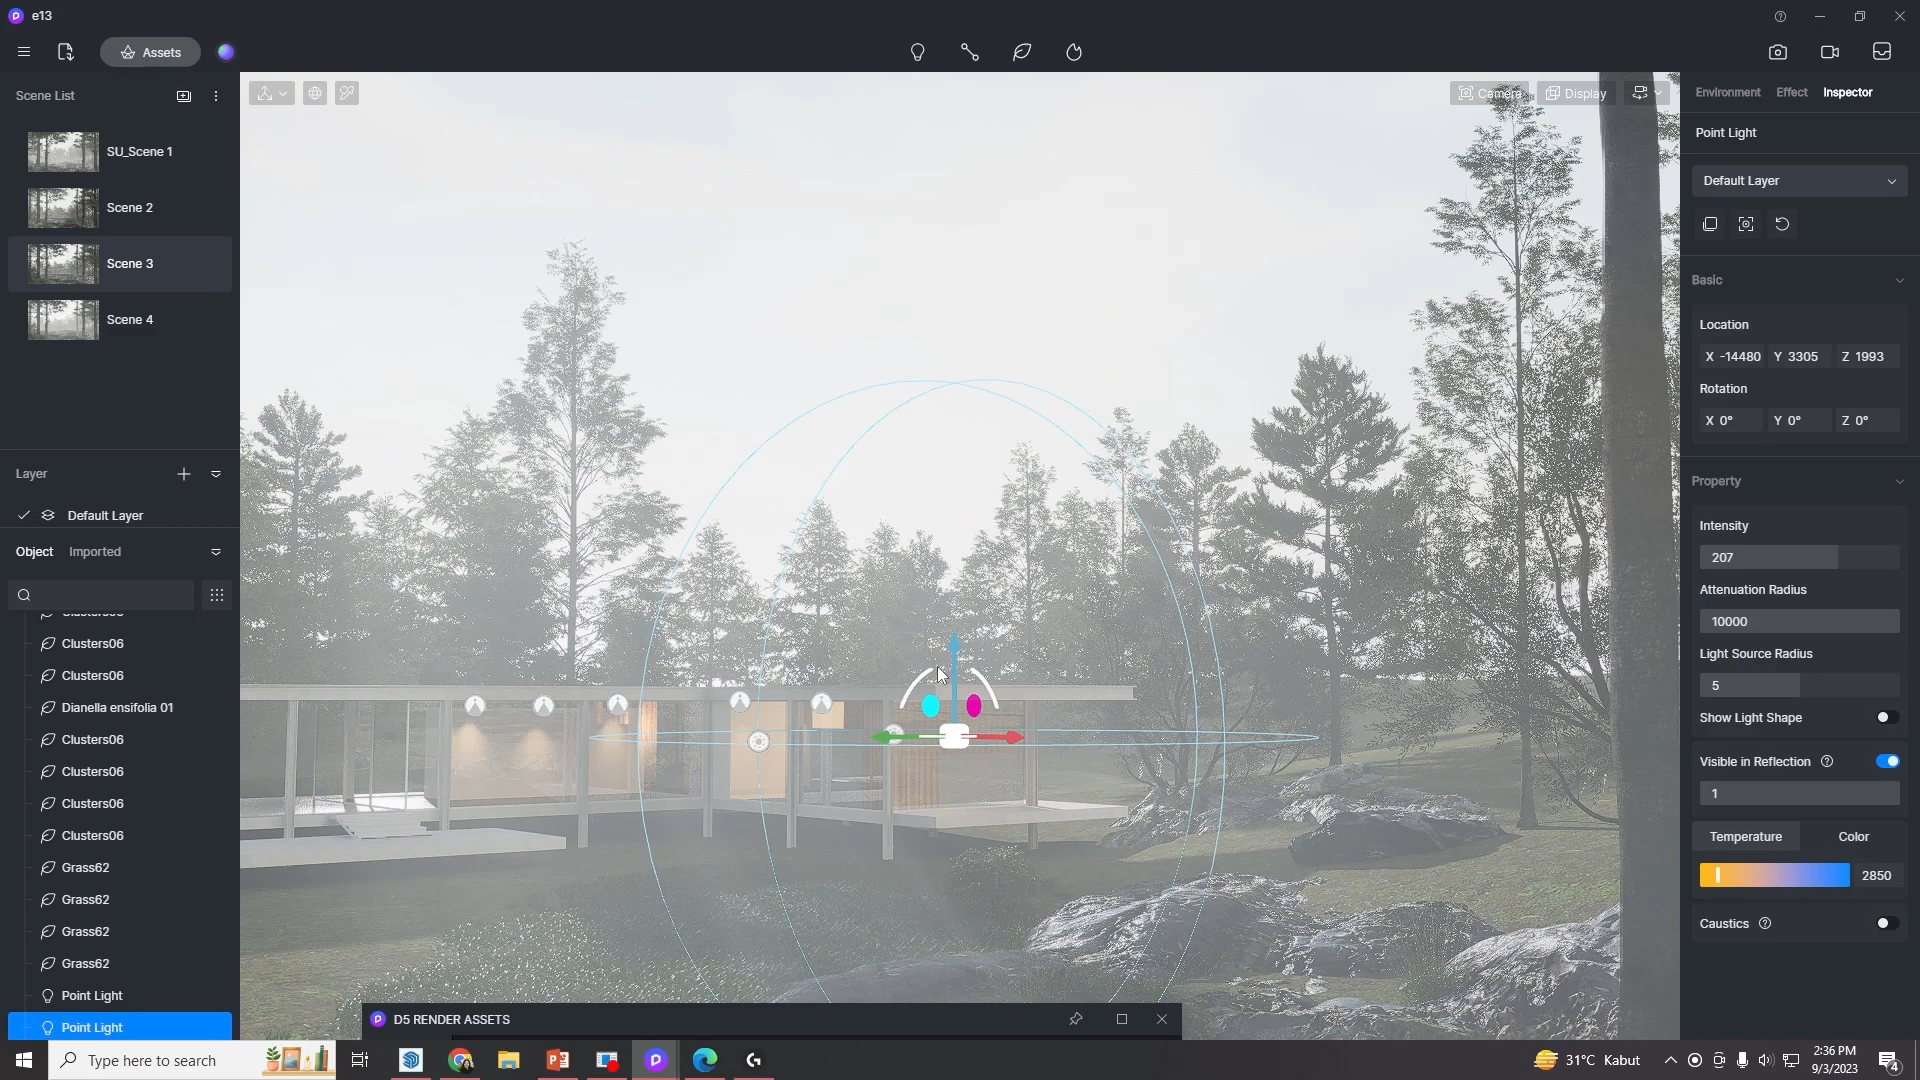 e13
Assets
Scene List
SU_Scene 1
Scene 2
Scene 3
Scene 4
Layer
Default Layer
Object Imported
Clusters06
Clusters06
Clusters06
Dianella ensifolia 01
Clusters06
Clusters06
Clusters06
Clusters06
Grass62
Grass62
Grass62
Grass62
Point Light
Point Light
Camera Display
Environment Effect Inspector
Point Light
Default Layer
Basic
Location
X -14480 Y 3305 Z 1993
Rotation
X 0° Y 0° Z 0°
Property
Intensity
207
Attenuation Radius
10000
Light Source Radius
5
Show Light Shape
Visible in Reflection
1
Temperature Color
2850
Caustics
D5 RENDER ASSETS
Type here to search
31°C Kabut
2:36 PM
9/3/2023
4